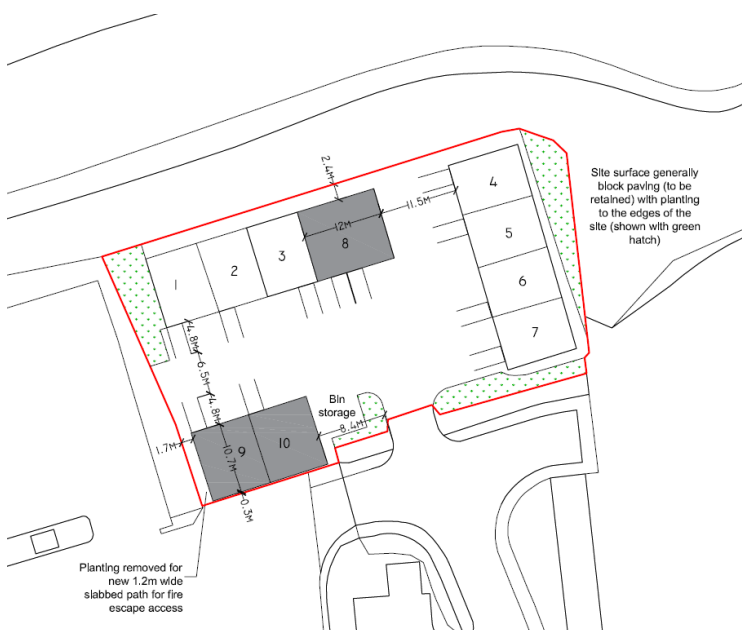 2.4M
Site surface generally
block paving (to be
retained) with planting
to the edges of the
site (shown with green
hatch)
4
11.5M
12M
8
3
2
1
5
6
7
4.8M
6.5M
4.8M
Bin
storage
8.4M
1.7M
9
10
10.7M
0.3M
Planting removed for
new 1.2m wide
slabbed path for fire
escape access